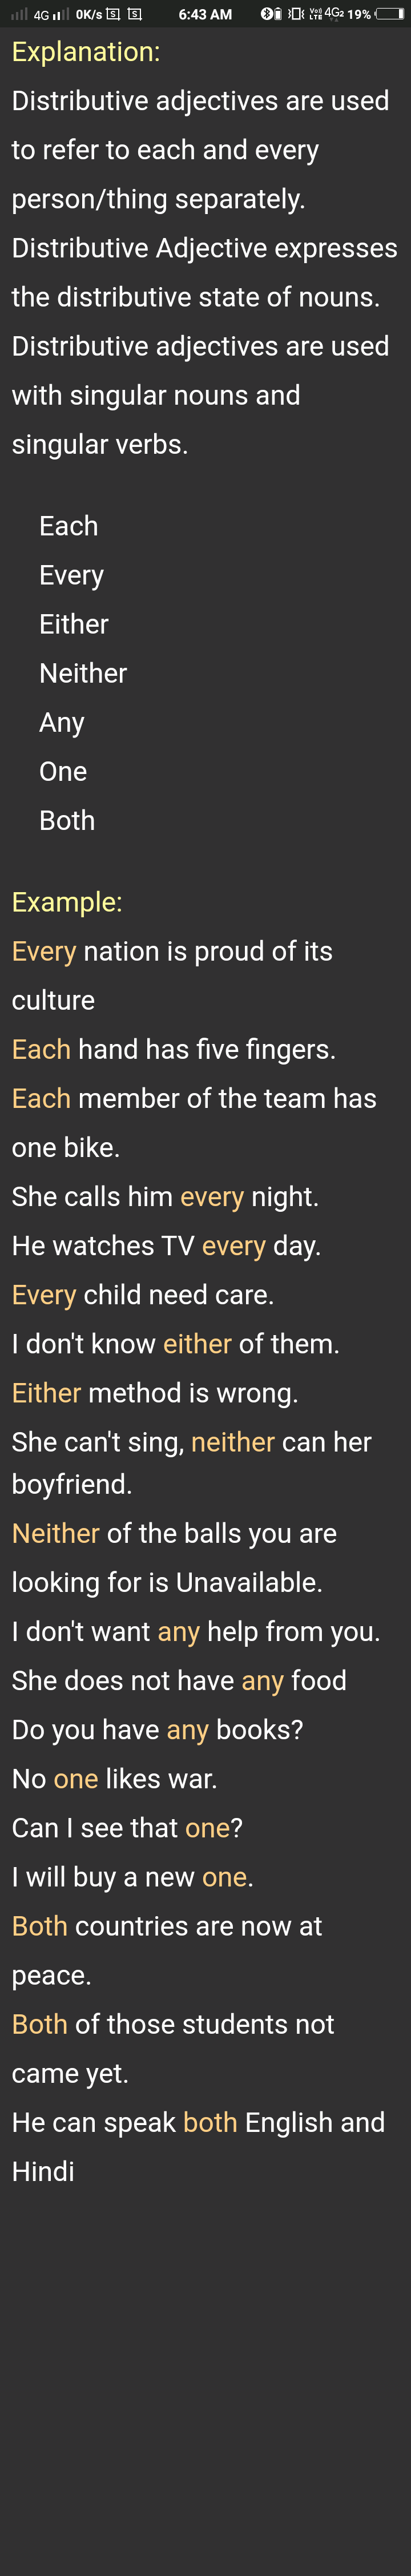 4G 0K/s 6:43 AM VoLTE 4G2 19%
Explanation:
Distributive adjectives are used
to refer to each and every
person/thing separately.
Distributive Adjective expresses
the distributive state of nouns.
Distributive adjectives are used
with singular nouns and
singular verbs.
Each
Every
Either
Neither
Any
One
Both
Example:
Every nation is proud of its
culture
Each hand has five fingers.
Each member of the team has
one bike.
She calls him every night.
He watches TV every day.
Every child need care.
I don't know either of them.
Either method is wrong.
She can't sing, neither can her
boyfriend.
Neither of the balls you are
looking for is Unavailable.
I don't want any help from you.
She does not have any food
Do you have any books?
No one likes war.
Can I see that one?
I will buy a new one.
Both countries are now at
peace.
Both of those students not
came yet.
He can speak both English and
Hindi